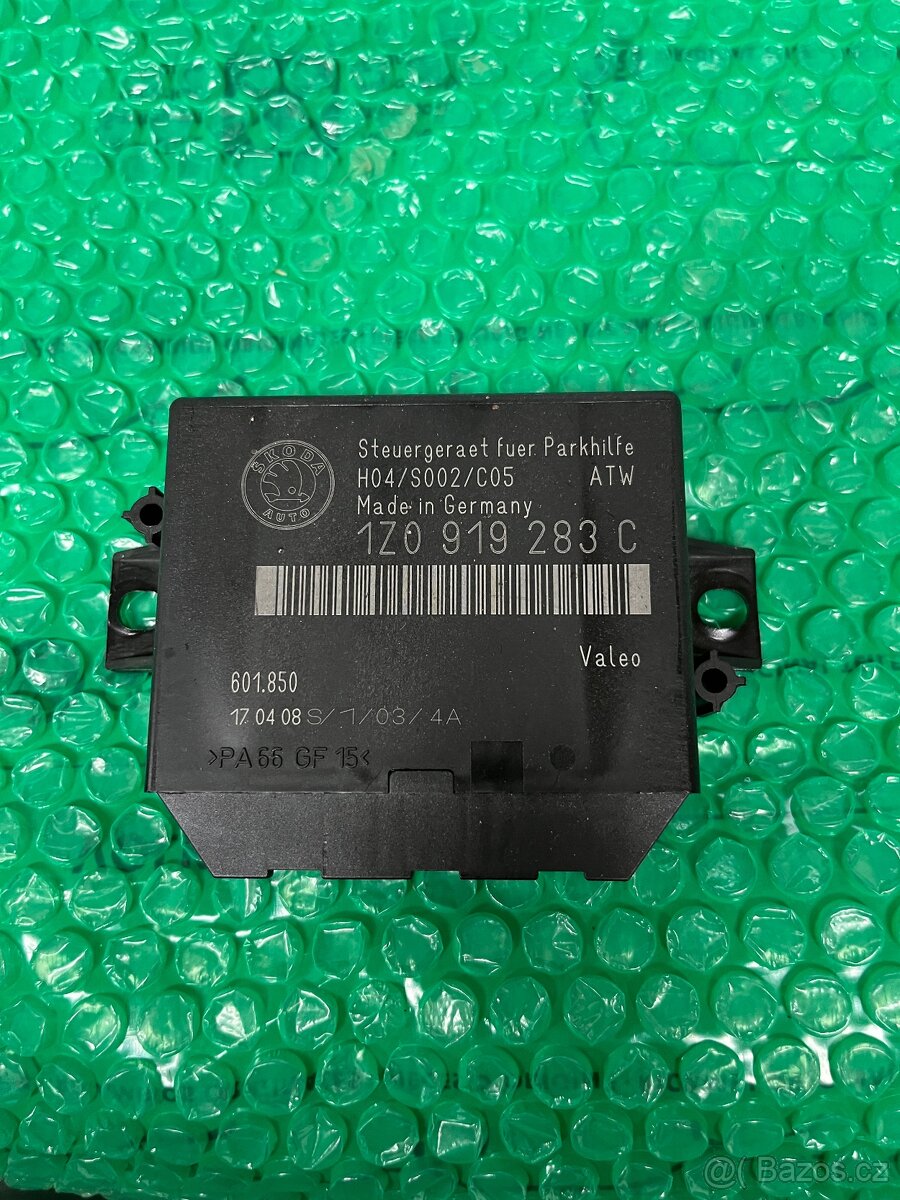 ŠKODA
AUTO
Steuergeraet fuer Parkhilfe
H04/S002/C05 ATW
Made in Germany
1Z0 919 283 C
Valeo
601.850
17 04 08 S/1/03/4A
>PA66 GF 15<
@( Bazos.cz